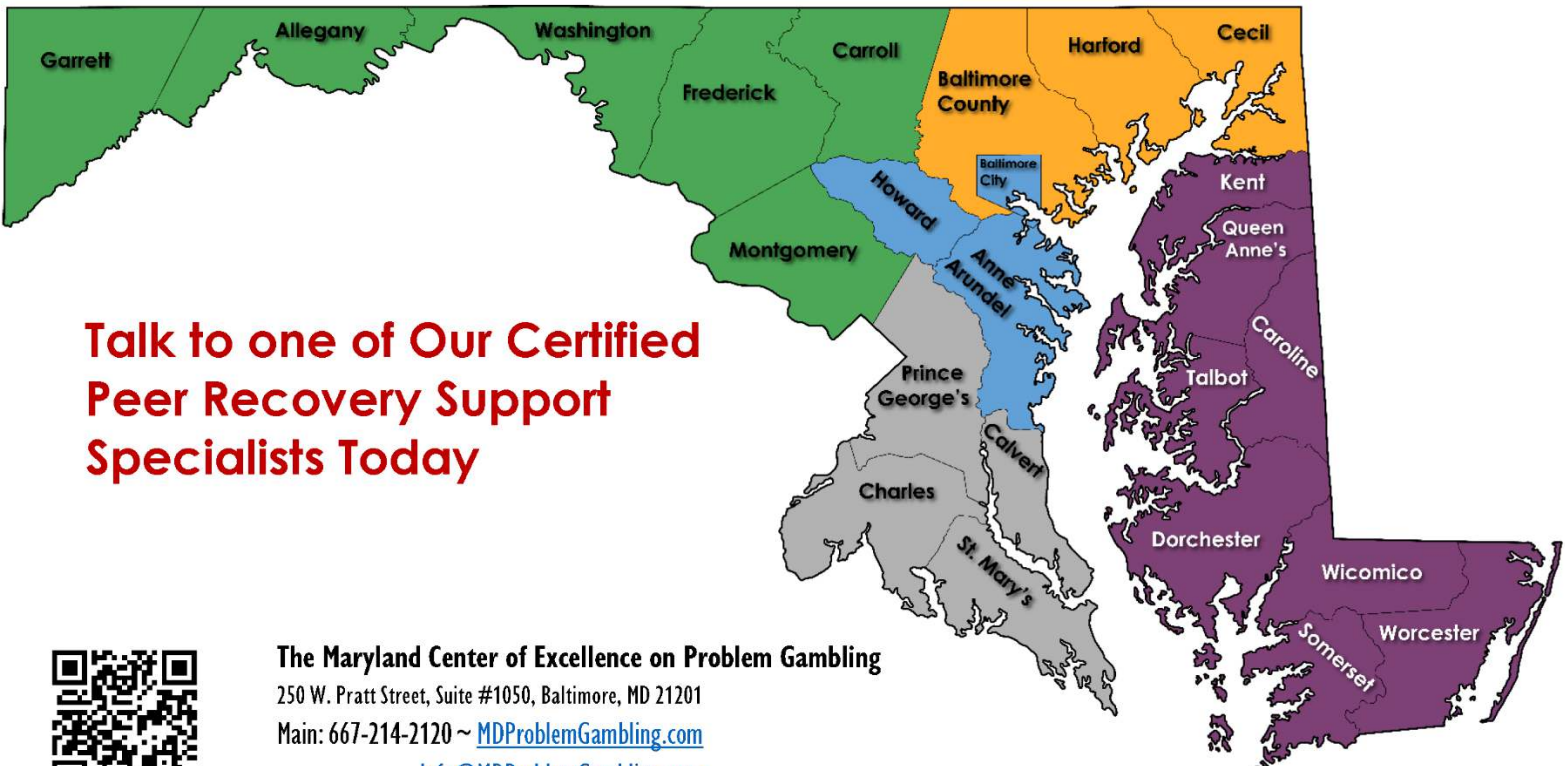 Garrett
Allegany
Washington
Frederick
Carroll
Baltimore
County
Harford
Cecil
Baltimore
City
Howard
Anne
Arundel
Montgomery
Kent
Queen
Anne's
Caroline
Talbot
Prince
George's
Calvert
Charles
St. Mary's
Dorchester
Wicomico
Worcester
Somerset
Talk to one of Our Certified
Peer Recovery Support
Specialists Today
The Maryland Center of Excellence on Problem Gambling
250 W. Pratt Street, Suite #1050, Baltimore, MD 21201
Main: 667-214-2120 ~ MDProblemGambling.com